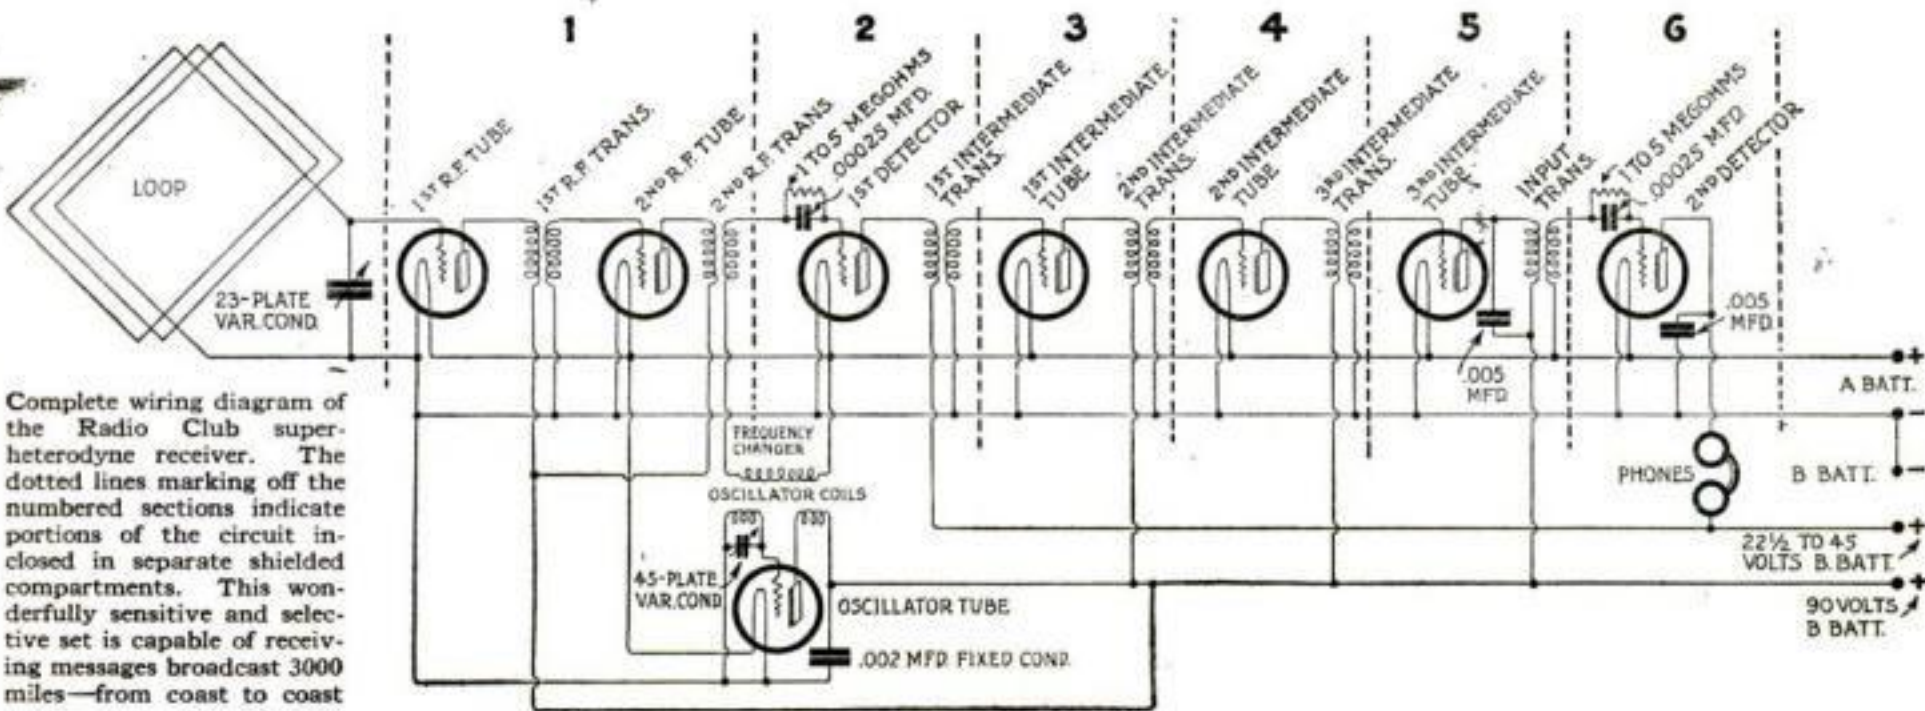 1
2
3
4
5
6
LOOP
23-PLATE
VAR. COND.
1ST R.F. TUBE
1ST R.F. TRANS.
2ND R.F. TUBE
2ND R.F. TRANS.
1 TO 5 MEGOHMS
.00025 MFD.
1ST DETECTOR
1ST INTERMEDIATE
TRANS.
1ST INTERMEDIATE
TUBE
2ND INTERMEDIATE
TRANS.
2ND INTERMEDIATE
TUBE
3RD INTERMEDIATE
TRANS.
3RD INTERMEDIATE
TUBE
INPUT
TRANS.
1 TO 5 MEGOHMS
.00025 MFD
2ND DETECTOR
.005
MFD
.005
MFD
+
A BATT.
−
FREQUENCY
CHANGER
OSCILLATOR COILS
PHONES
B BATT.
−
+
22½ TO 45
VOLTS B. BATT.
+
90 VOLTS
B BATT.
45-PLATE
VAR. COND
OSCILLATOR TUBE
.002 MFD. FIXED COND.
Complete wiring diagram of
the Radio Club super-
heterodyne receiver. The
dotted lines marking off the
numbered sections indicate
portions of the circuit in-
closed in separate shielded
compartments. This won-
derfully sensitive and selec-
tive set is capable of receiv-
ing messages broadcast 3000
miles—from coast to coast